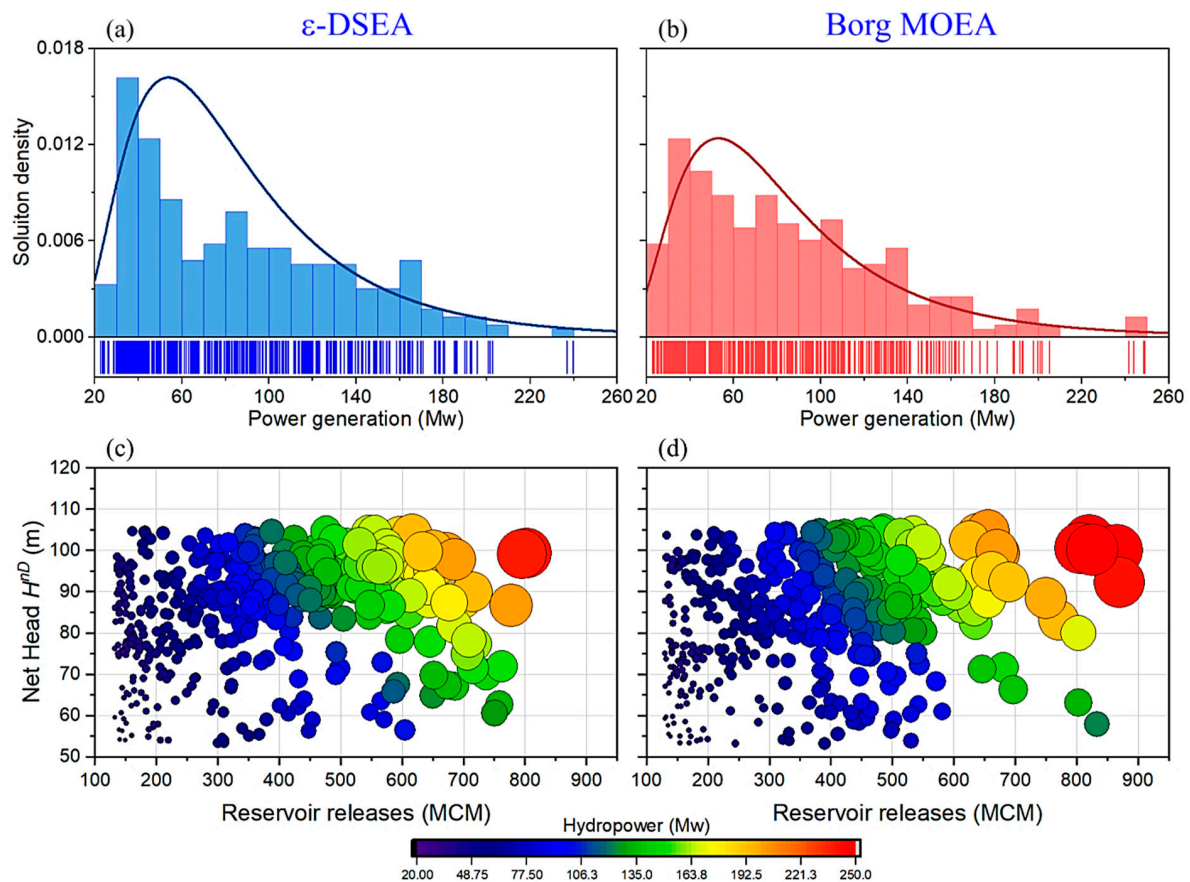 (a) ε-DSEA (b) Borg MOEA
0.018
0.012
0.006
0.000
Soluiton density
20 60 100 140 180 220 260 20 60 100 140 180 220 260
Power generation (Mw) Power generation (Mw)
(c) (d)
120
110
100
90
80
70
60
50
Net Head H^nD (m)
100 200 300 400 500 600 700 800 900 100 200 300 400 500 600 700 800 900
Reservoir releases (MCM) Reservoir releases (MCM)
Hydropower (Mw)
20.00 48.75 77.50 106.3 135.0 163.8 192.5 221.3 250.0